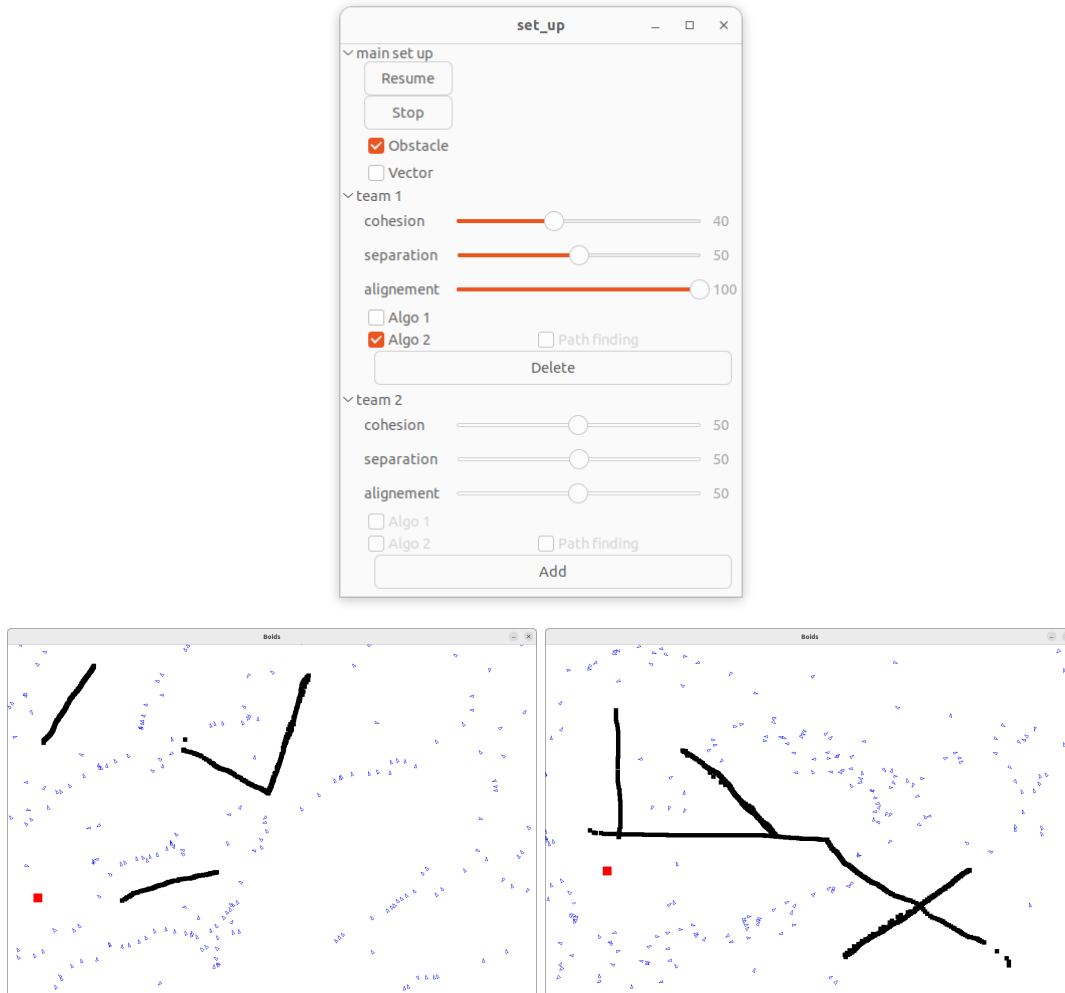 set_up
main set up
Resume
Stop
Obstacle
Vector
team 1
cohesion 40
separation 50
alignement 100
Algo 1
Algo 2 Path finding
Delete
team 2
cohesion 50
separation 50
alignement 50
Algo 1
Algo 2 Path finding
Add
Boids
Boids